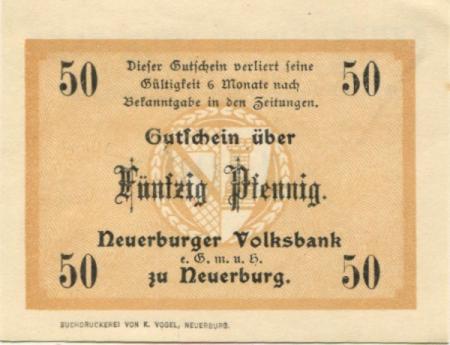 50 Dieser Gutschein verliert seine 50
Gültigkeit 6 Monate nach
Bekanntgabe in den Zeitungen.
Gutschein über
Fünfzig Pfennig.
Neuerburger Volksbank
e. G. m. u. H.
50 zu Neuerburg. 50
BUCHDRUCKEREI VON K. VOGEL, NEUERBURG.